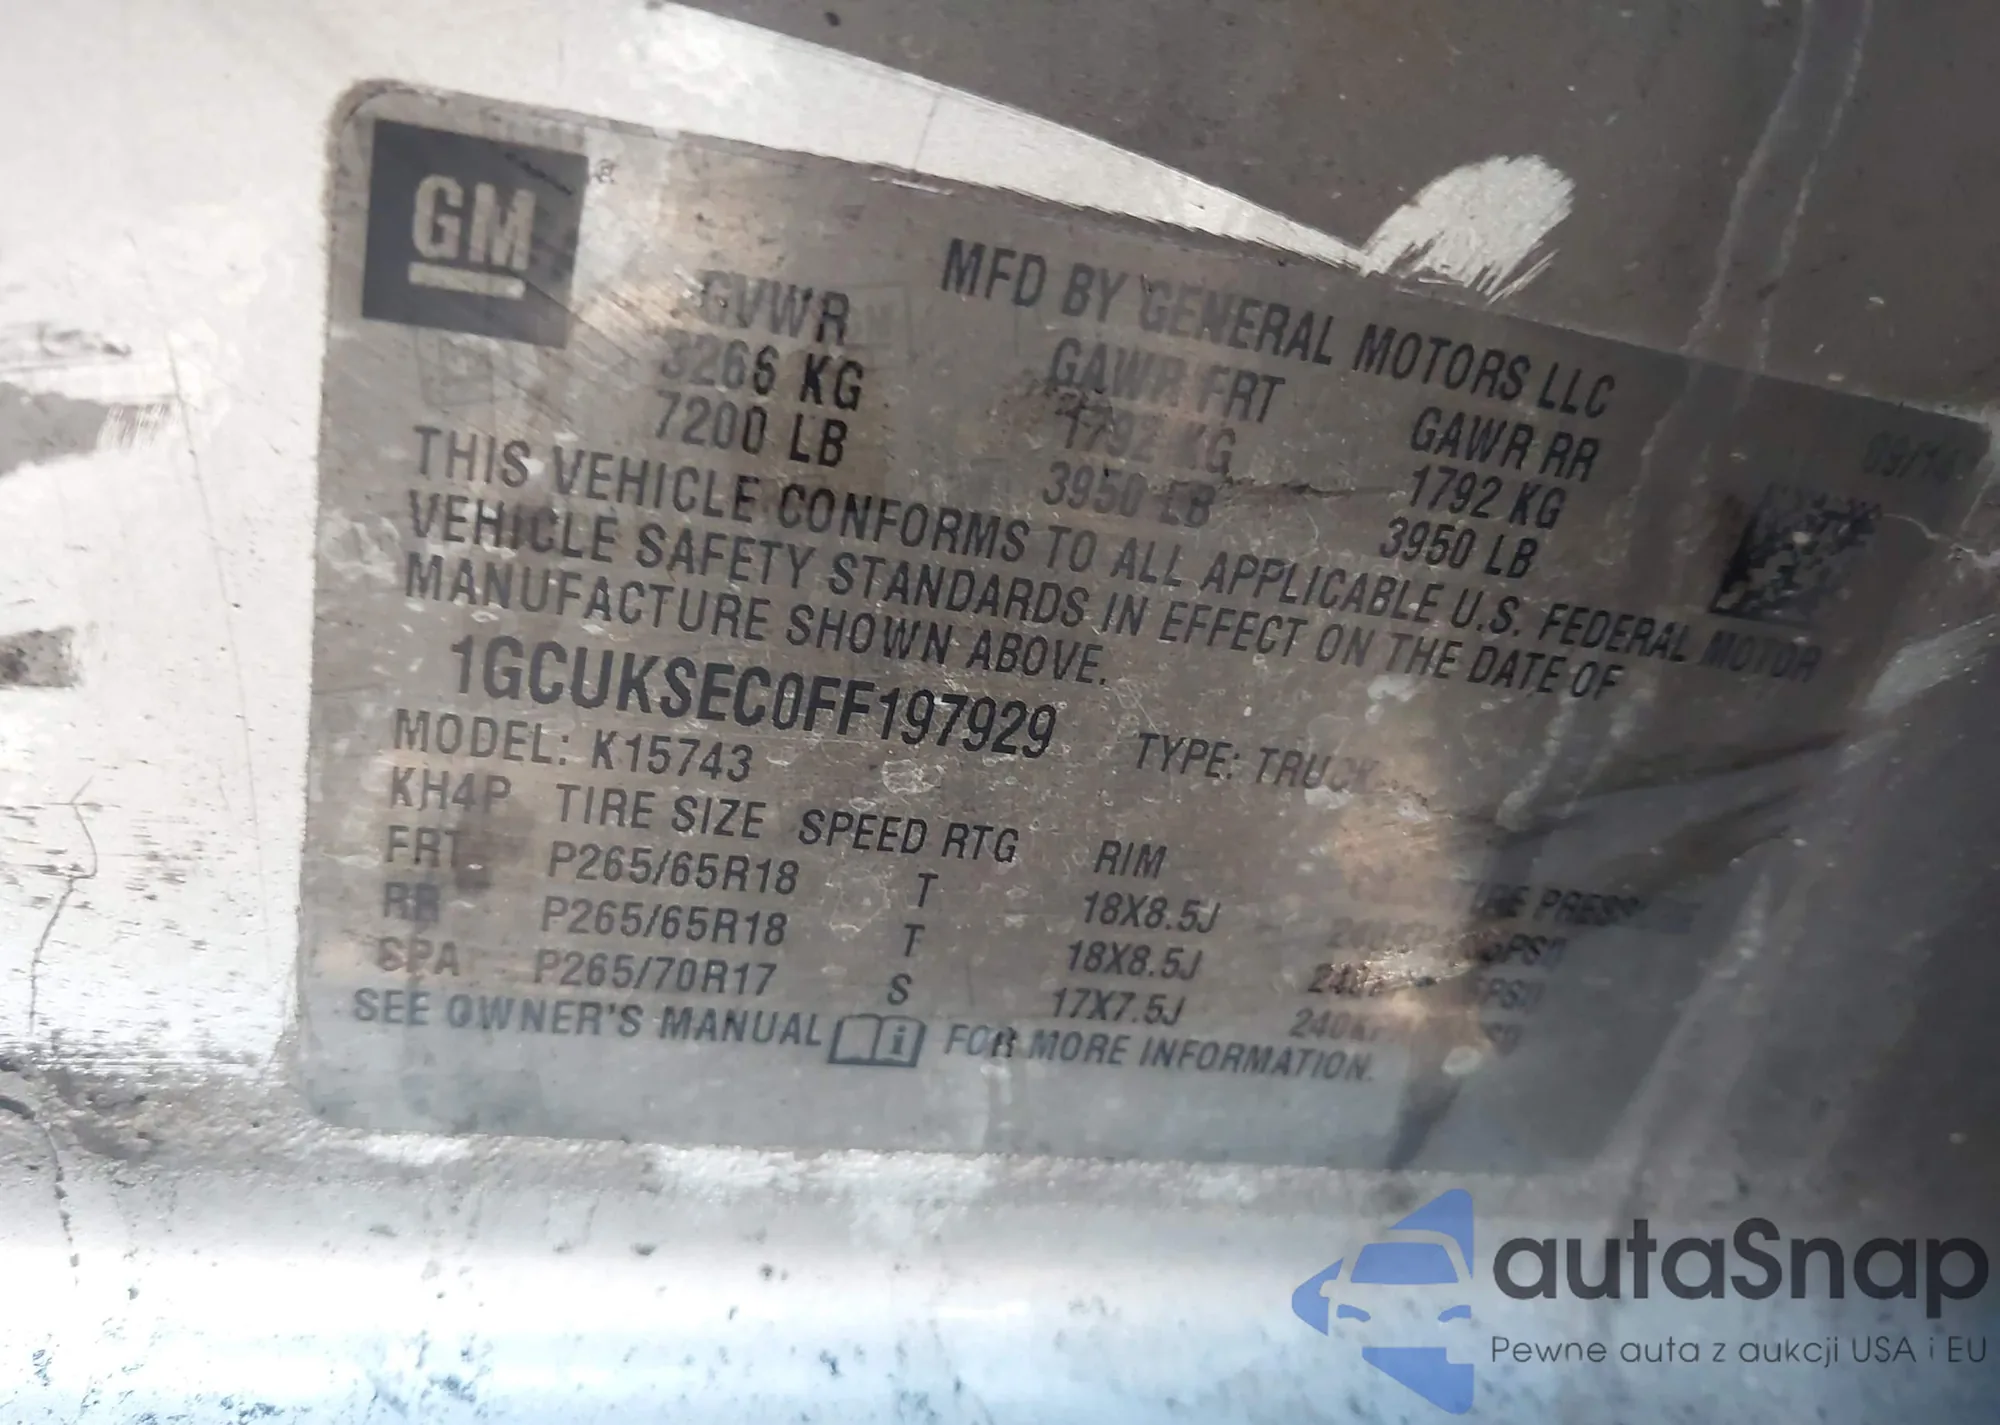 GM
MFD BY GENERAL MOTORS LLC
GVWR GAWR FRT GAWR RR
3266 KG 1792 KG 1792 KG
7200 LB 3950 LB 3950 LB
THIS VEHICLE CONFORMS TO ALL APPLICABLE U.S. FEDERAL MOTOR
VEHICLE SAFETY STANDARDS IN EFFECT ON THE DATE OF
MANUFACTURE SHOWN ABOVE.
1GCUKSEC0FF197929 TYPE: TRUCK
MODEL: K15743
KH4P TIRE SIZE SPEED RTG RIM TIRE PRESSURE
FRT P265/65R18 T 18X8.5J
RR P265/65R18 T 18X8.5J
SPA P265/70R17 S 17X7.5J
SEE OWNER'S MANUAL i FOR MORE INFORMATION.
autaSnap
Pewne auta z aukcji USA i EU